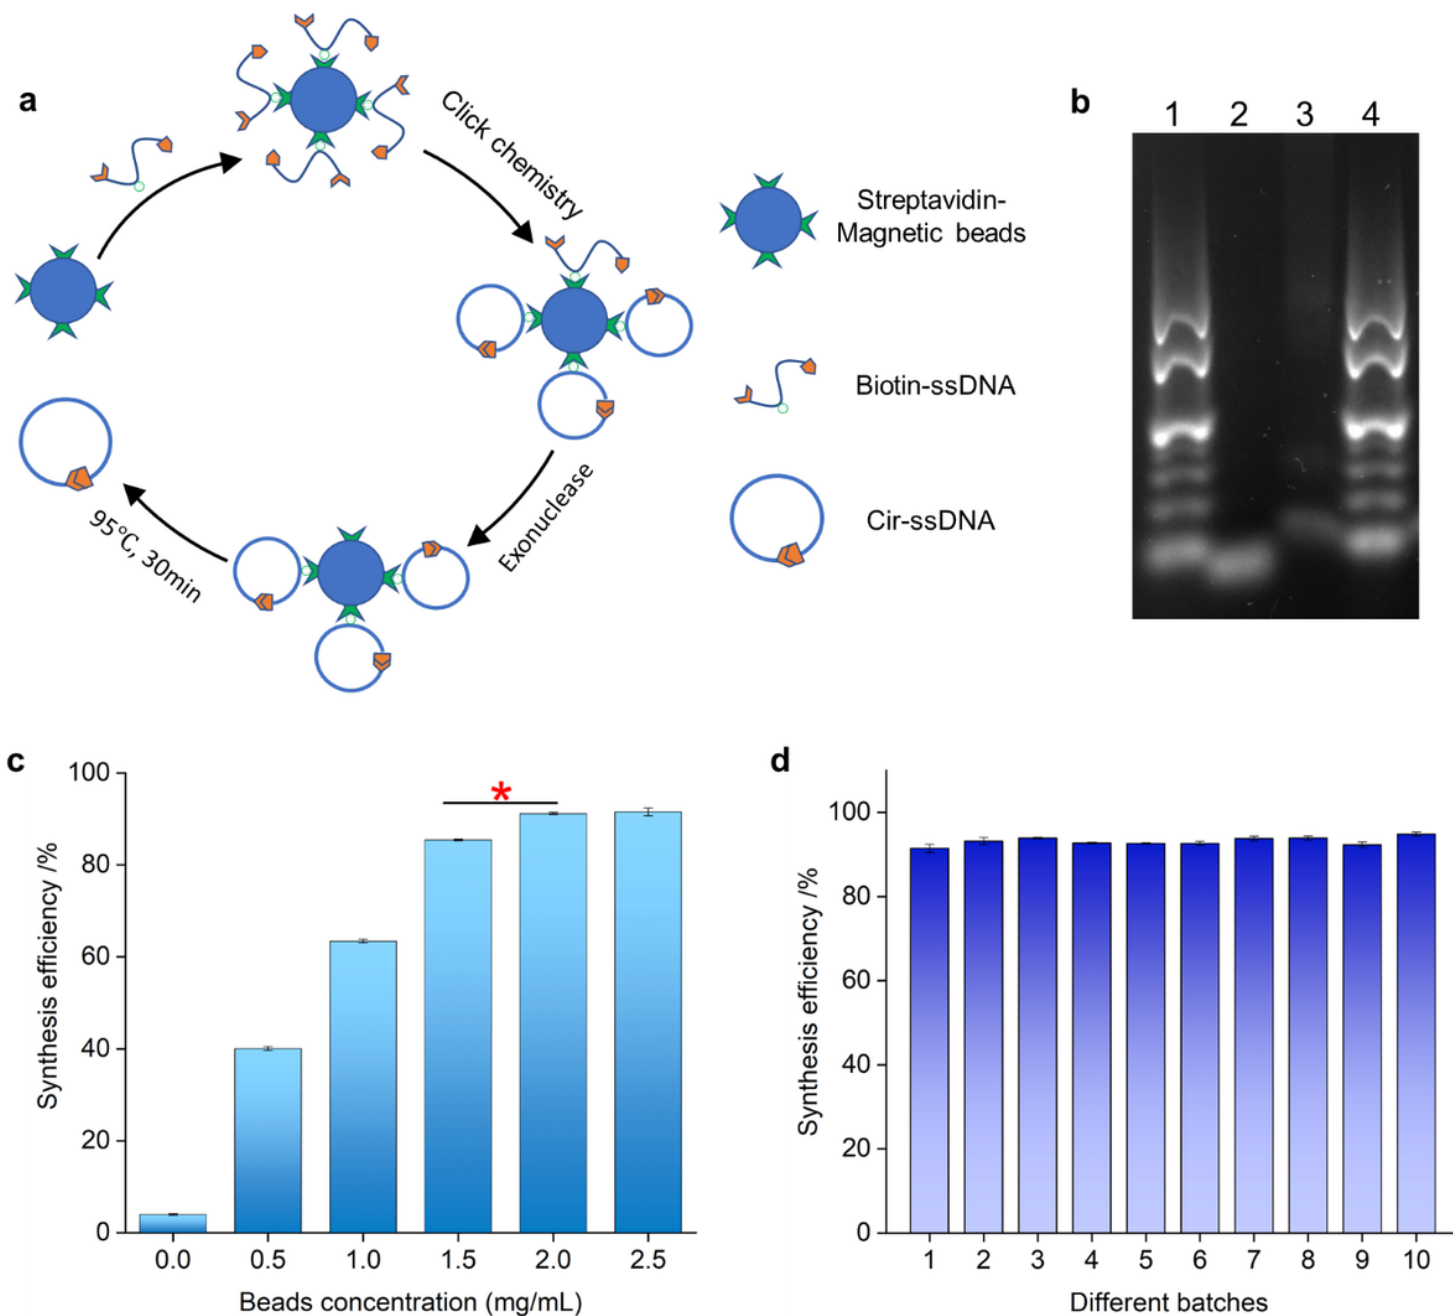 a
Click chemistry
Exonuclease
95°C, 30min
Streptavidin-
Magnetic beads
Biotin-ssDNA
Cir-ssDNA
b
1 2 3 4
c
Synthesis efficiency /%
100
80
60
40
20
0
*
0.0 0.5 1.0 1.5 2.0 2.5
Beads concentration (mg/mL)
d
Synthesis efficiency /%
100
80
60
40
20
0
1 2 3 4 5 6 7 8 9 10
Different batches